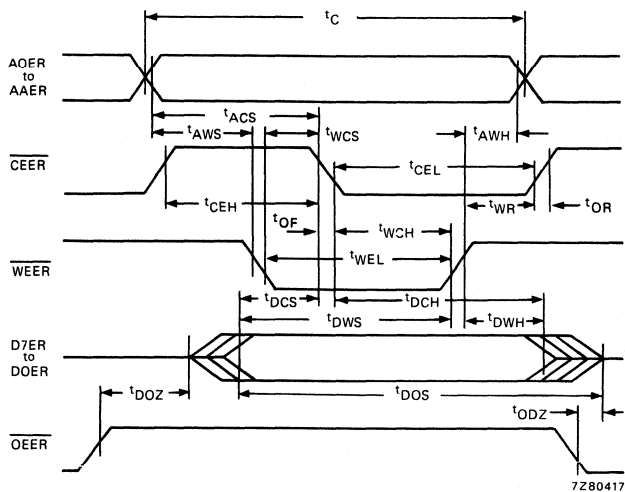 tC
AOER
to
AAER
tACS
tAWS
tWCS
tAWH
CEER
tCEL
tCEH
tWR
tOR
tOF
tWCH
WEER
tWEL
tDCS
tDCH
tDWS
tDWH
D7ER
to
DOER
tDOZ
tDOS
tODZ
OEER
7Z80417